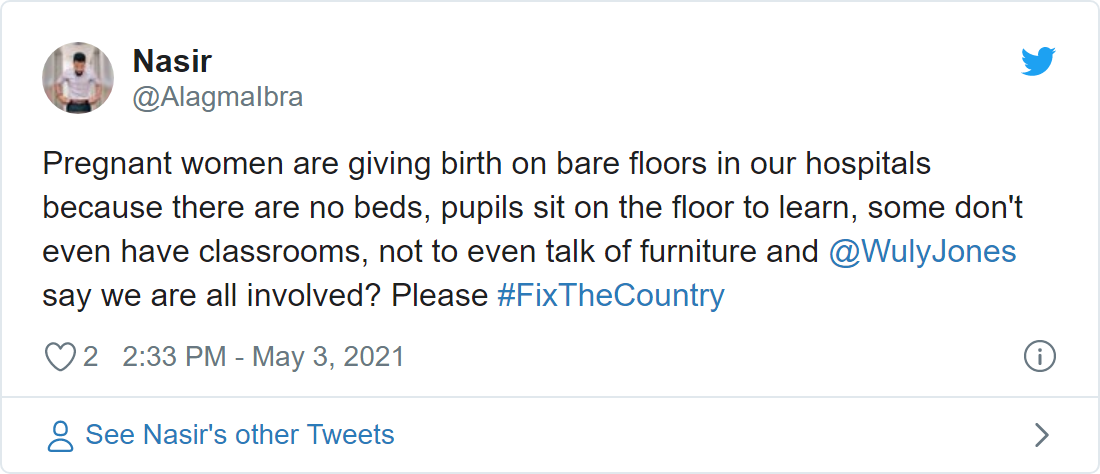 Nasir
@AlagmaIbra
Pregnant women are giving birth on bare floors in our hospitals
because there are no beds, pupils sit on the floor to learn, some don't
even have classrooms, not to even talk of furniture and @WulyJones
say we are all involved? Please #FixTheCountry
2 2:33 PM - May 3, 2021
See Nasir's other Tweets